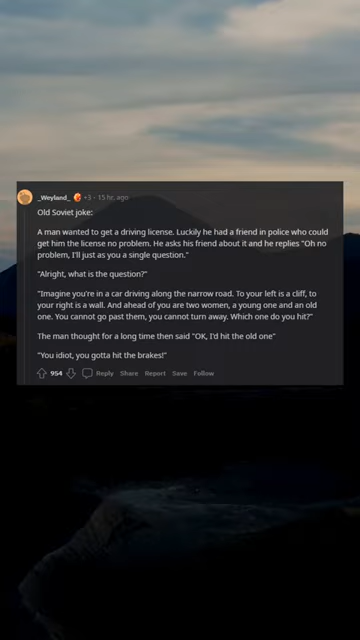 _Weyland_ +3 · 15 hr. ago
Old Soviet joke:
A man wanted to get a driving license. Luckily he had a friend in police who could
get him the license no problem. He asks his friend about it and he replies "Oh no
problem, I'll just as you a single question."
"Alright, what is the question?"
"Imagine you're in a car driving along the narrow road. To your left is a cliff, to
your right is a wall. And ahead of you are two women, a young one and an old
one. You cannot go past them, you cannot turn away. Which one do you hit?"
The man thought for a long time then said "OK, I'd hit the old one"
"You idiot, you gotta hit the brakes!"
954 Reply Share Report Save Follow